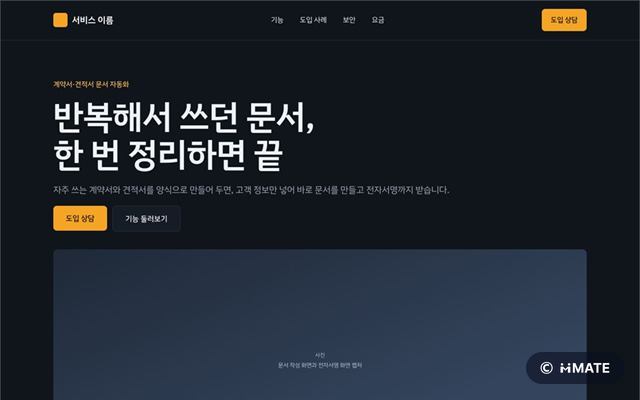 서비스 이름
기능
도입 사례
보안
요금
도입 상담
계약서·견적서 문서 자동화
반복해서 쓰던 문서,
한 번 정리하면 끝
자주 쓰는 계약서와 견적서를 양식으로 만들어 두면, 고객 정보만 넣어 바로 문서를 만들고 전자서명까지 받습니다.
도입 상담
기능 둘러보기
사진
문서 작성 화면과 전자서명 화면 캡처
© MMATE